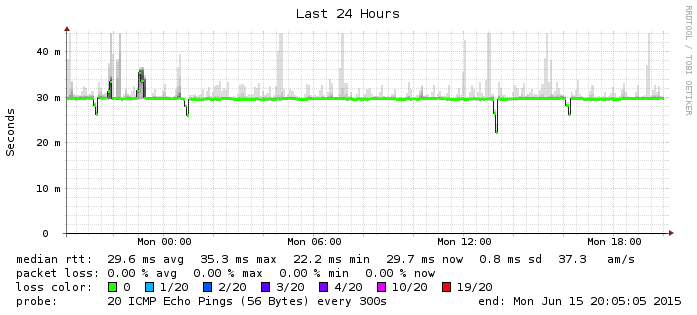 Last 24 Hours
RRDTOOL / TOBI OETIKER
Seconds
40 m
30 m
20 m
10 m
0
Mon 00:00 Mon 06:00 Mon 12:00 Mon 18:00
median rtt: 29.6 ms avg 35.3 ms max 22.2 ms min 29.7 ms now 0.8 ms sd 37.3 am/s
packet loss: 0.00 % avg 0.00 % max 0.00 % min 0.00 % now
loss color: 0 1/20 2/20 3/20 4/20 10/20 19/20
probe: 20 ICMP Echo Pings (56 Bytes) every 300s end: Mon Jun 15 20:05:05 2015